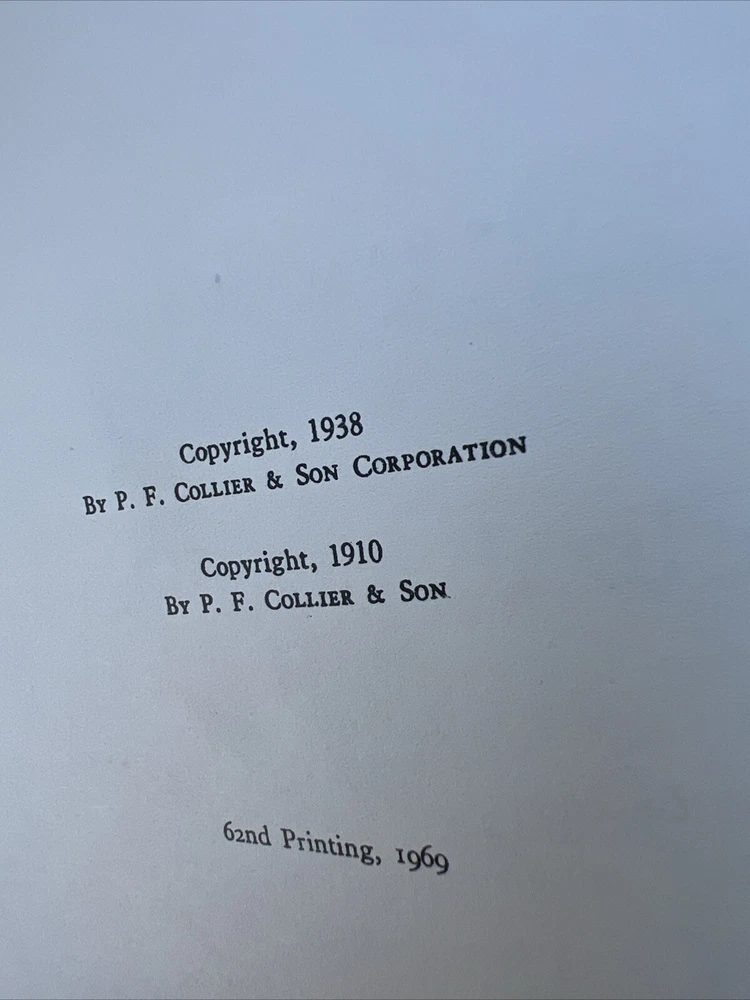 Copyright, 1938
By P. F. Collier & Son Corporation
Copyright, 1910
By P. F. Collier & Son
62nd Printing, 1969